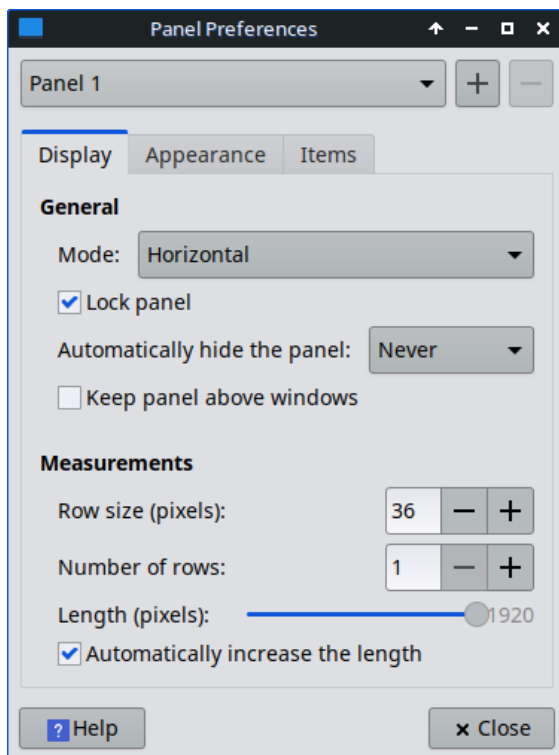 Panel Preferences
Panel 1
Display Appearance Items
General
Mode: Horizontal
Lock panel
Automatically hide the panel: Never
Keep panel above windows
Measurements
Row size (pixels): 36
Number of rows: 1
Length (pixels): 1920
Automatically increase the length
? Help Close